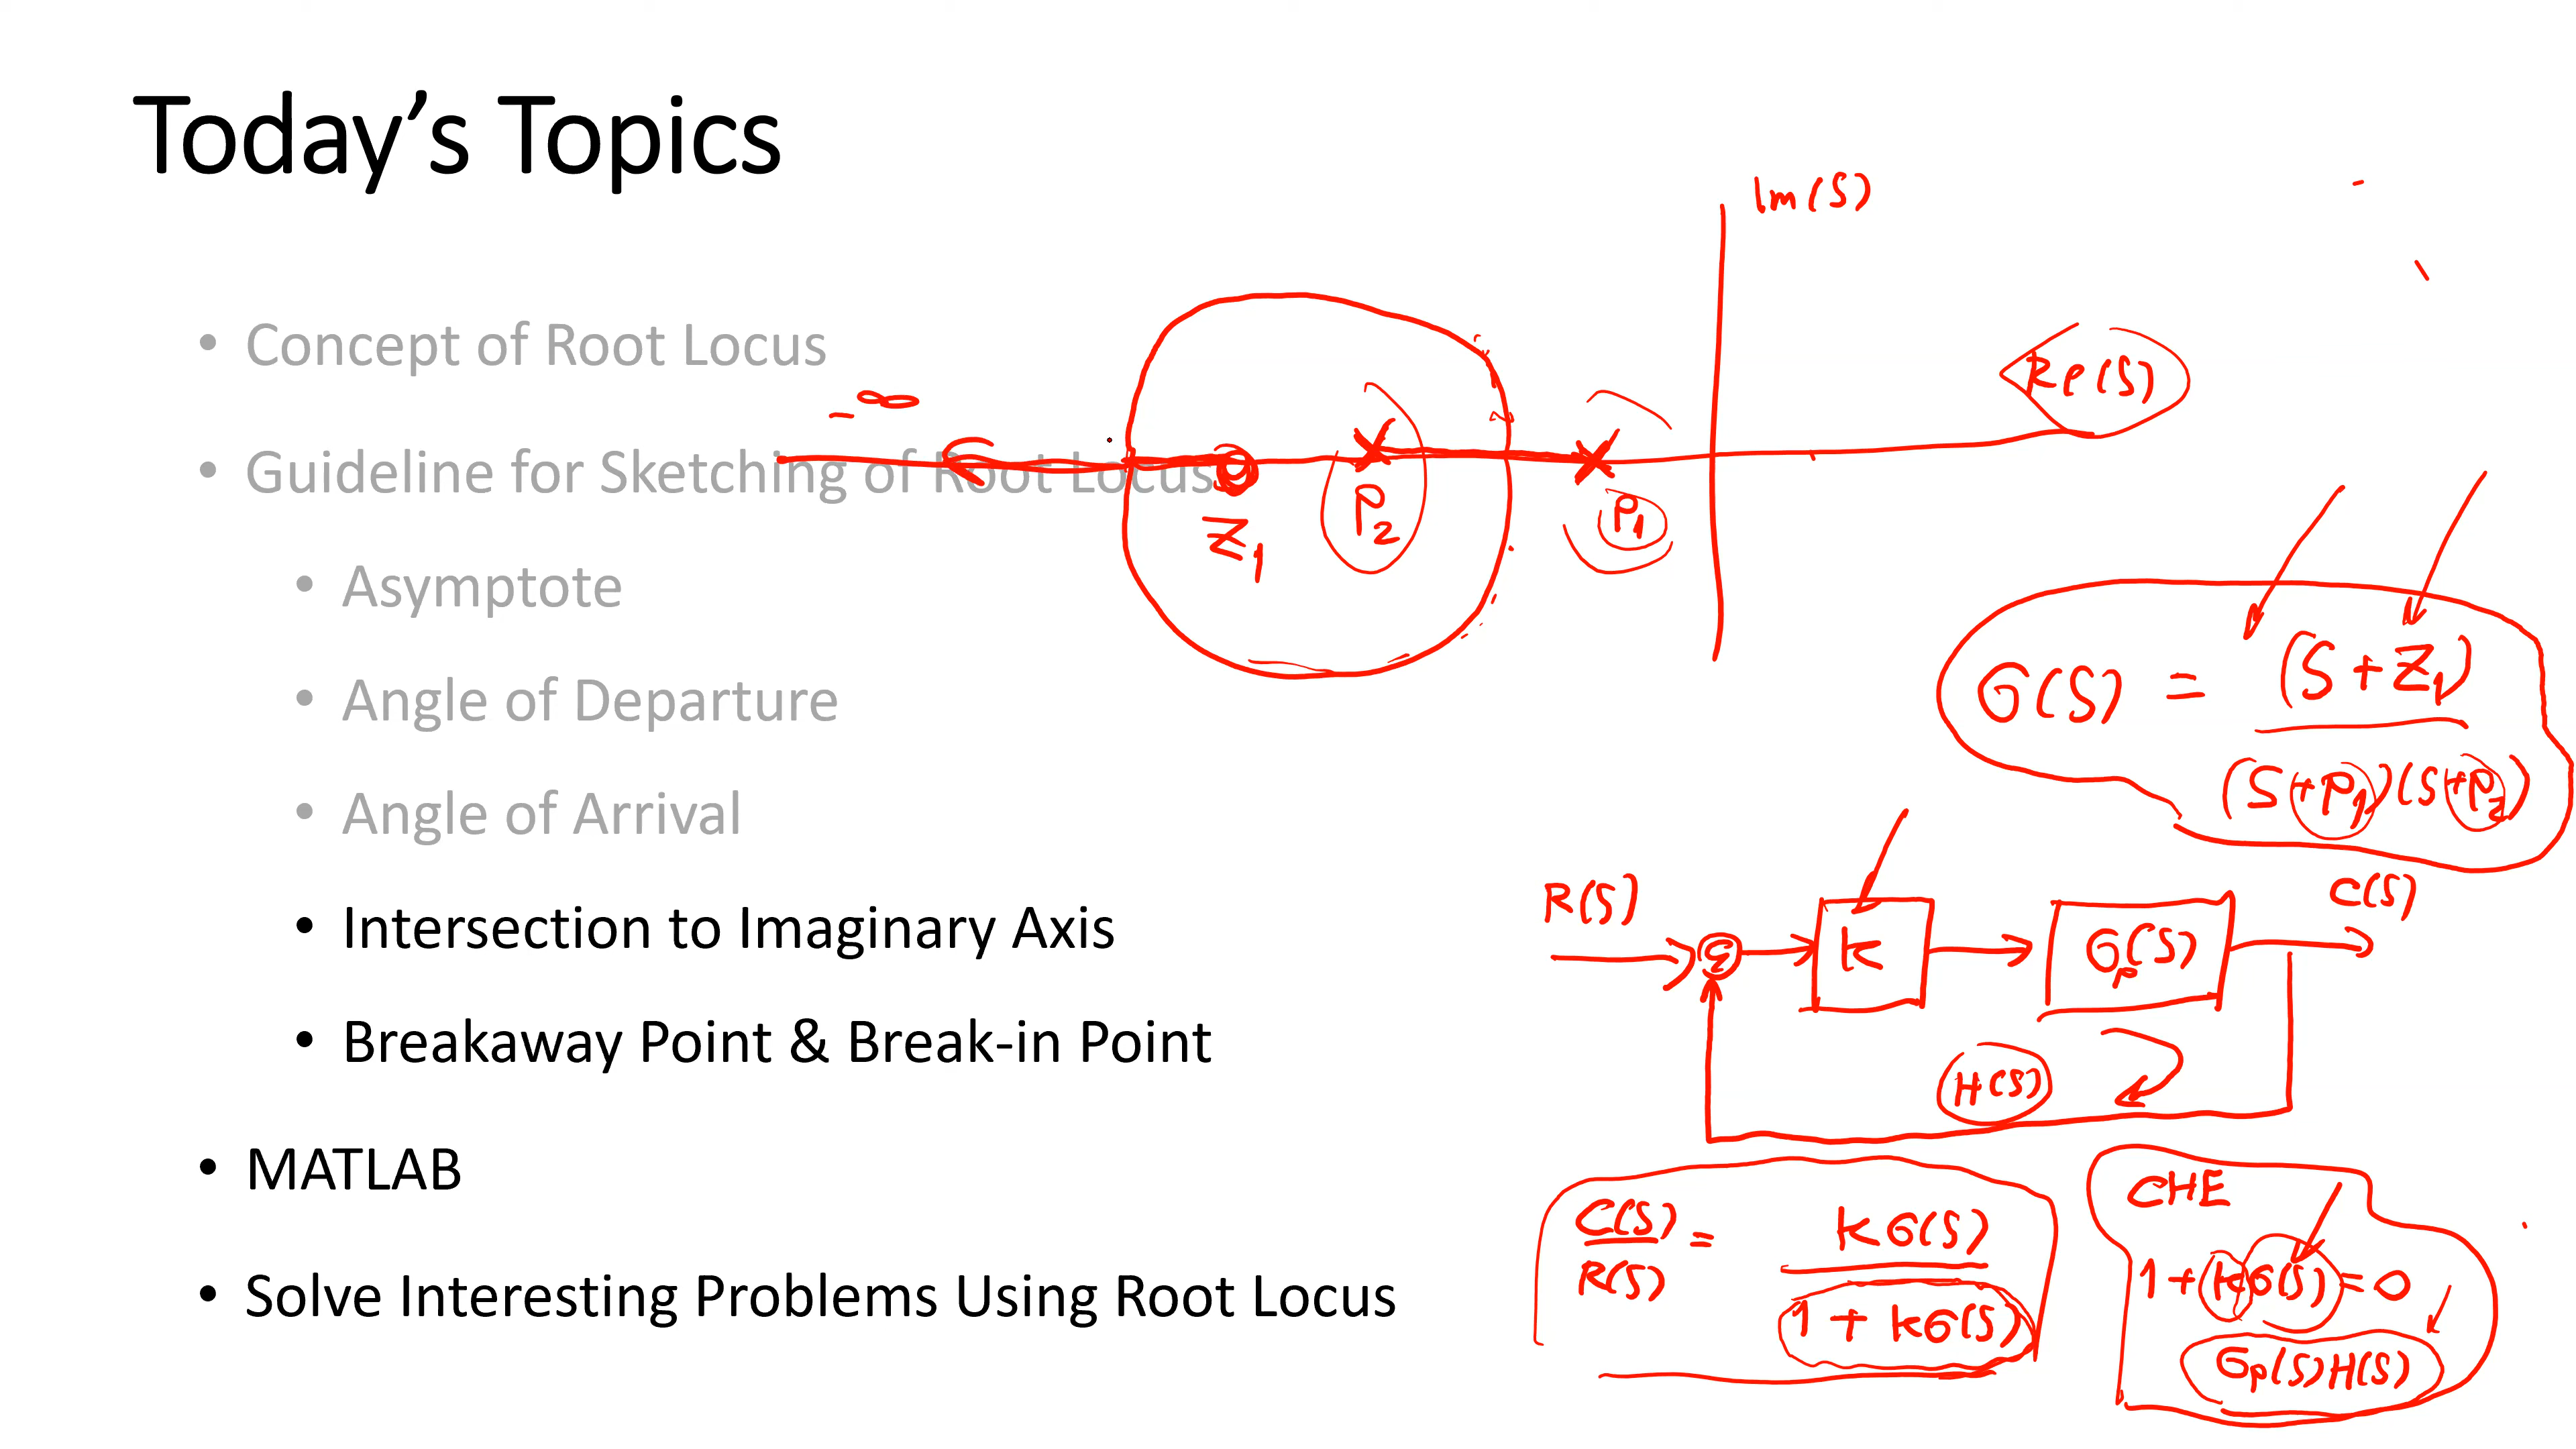 Today's Topics
• Concept of Root Locus
• Guideline for Sketching of Root Locus
• Asymptote
• Angle of Departure
• Angle of Arrival
• Intersection to Imaginary Axis
• Breakaway Point & Break-in Point
• MATLAB
• Solve Interesting Problems Using Root Locus
Im(S)
Re(S)
-∞
Z₁
P₂
P₁
G(S) = (S+Z₁)
(S+P₁)(S+P₂)
R(S)
C(S)
K
Gₚ(S)
H(S)
C(S) = KG(S)
R(S)
1+KG(S)
CHE
1+KG(S)=0
Gₚ(S)H(S)